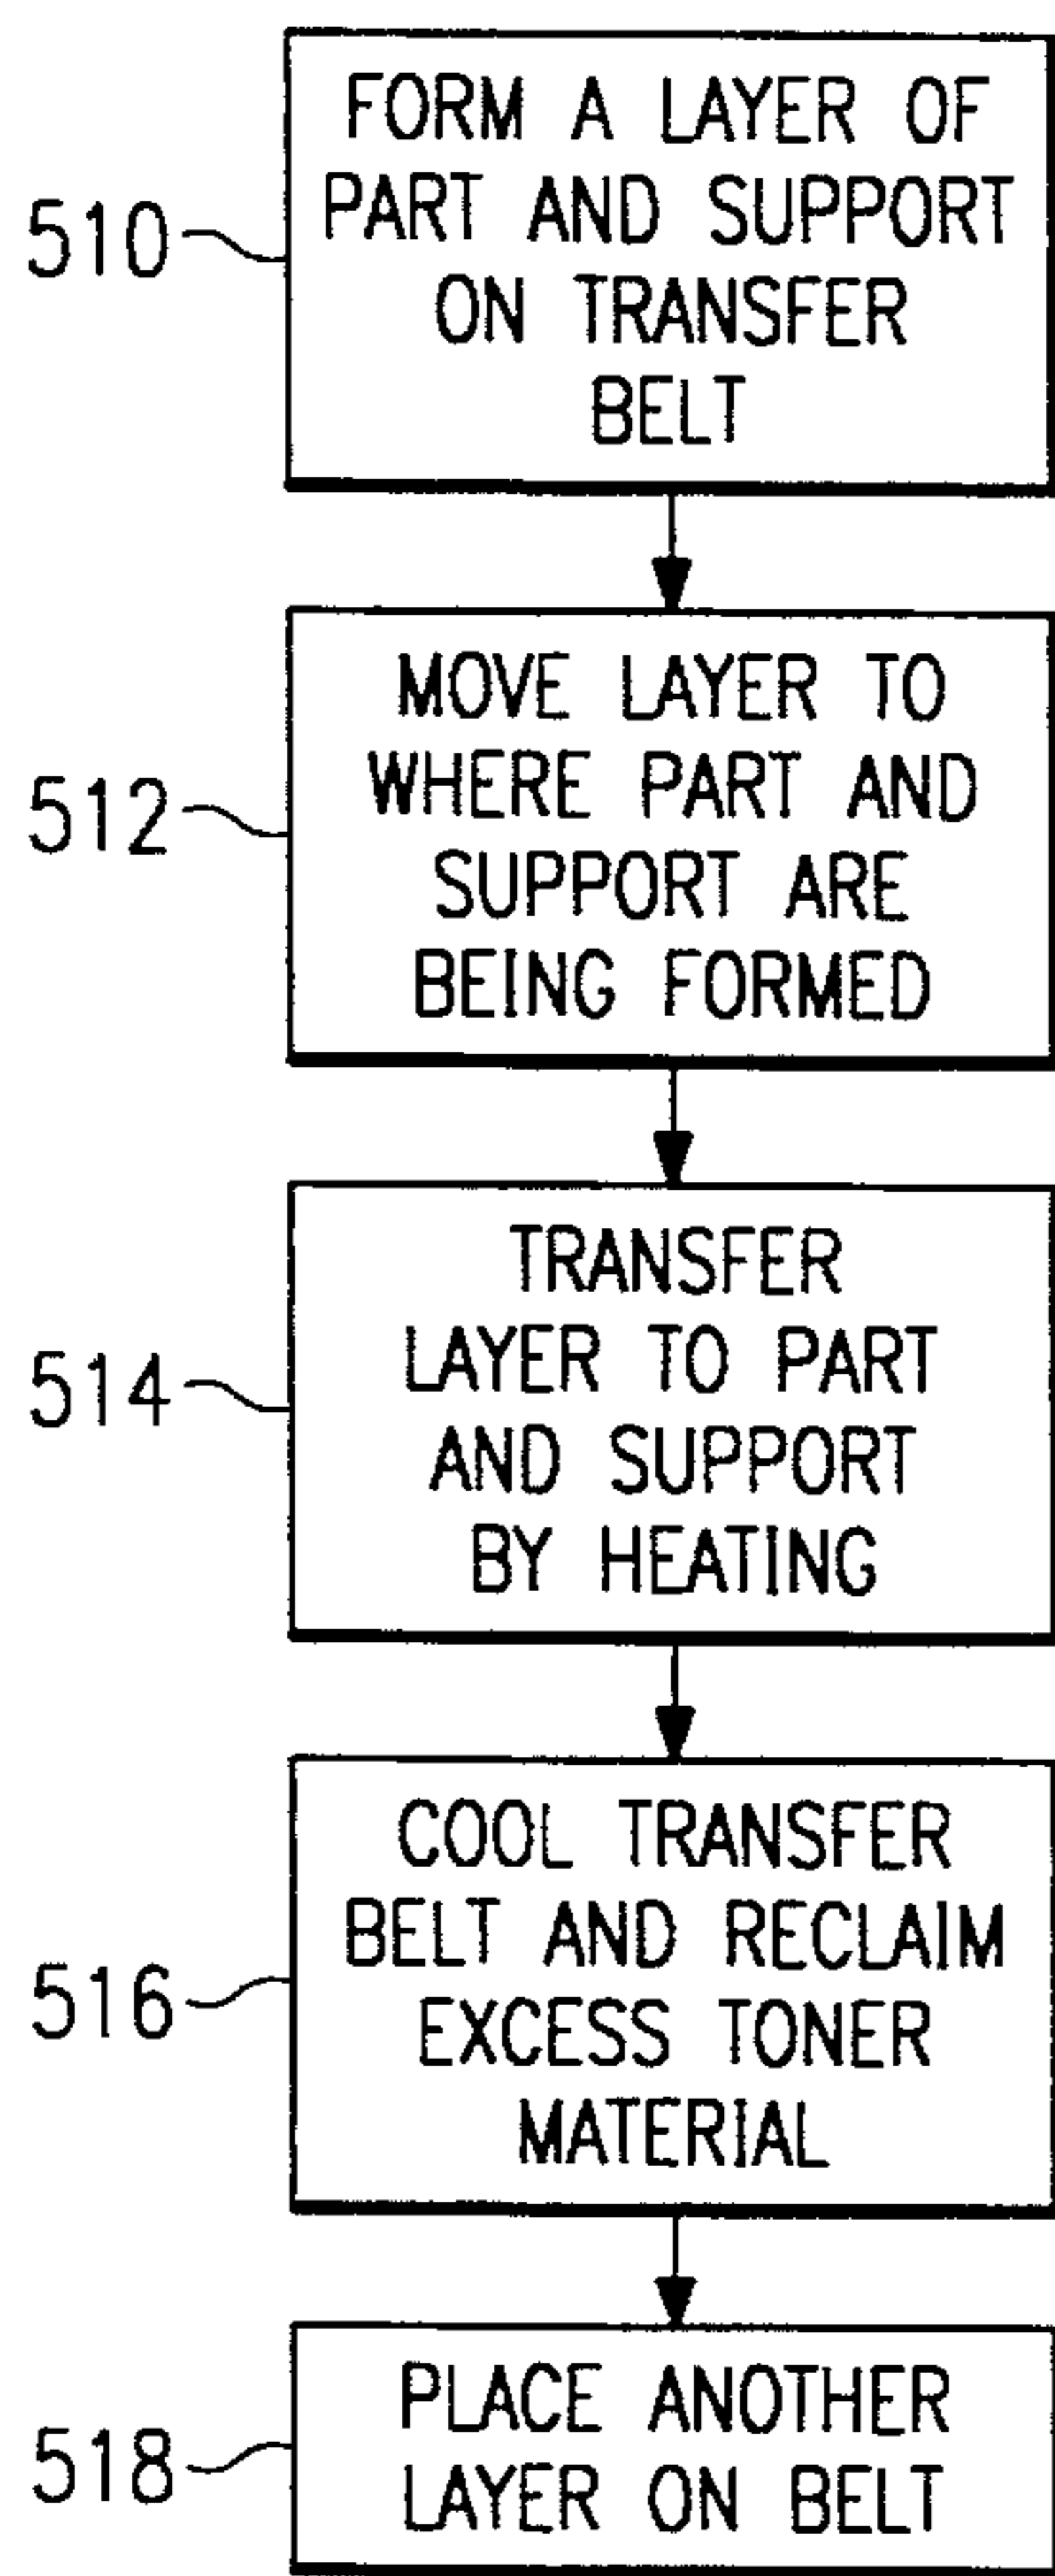 FORM A LAYER OF
PART AND SUPPORT
ON TRANSFER
BELT
510
MOVE LAYER TO
WHERE PART AND
SUPPORT ARE
BEING FORMED
512
TRANSFER
LAYER TO PART
AND SUPPORT
BY HEATING
514
COOL TRANSFER
BELT AND RECLAIM
EXCESS TONER
MATERIAL
516
PLACE ANOTHER
LAYER ON BELT
518